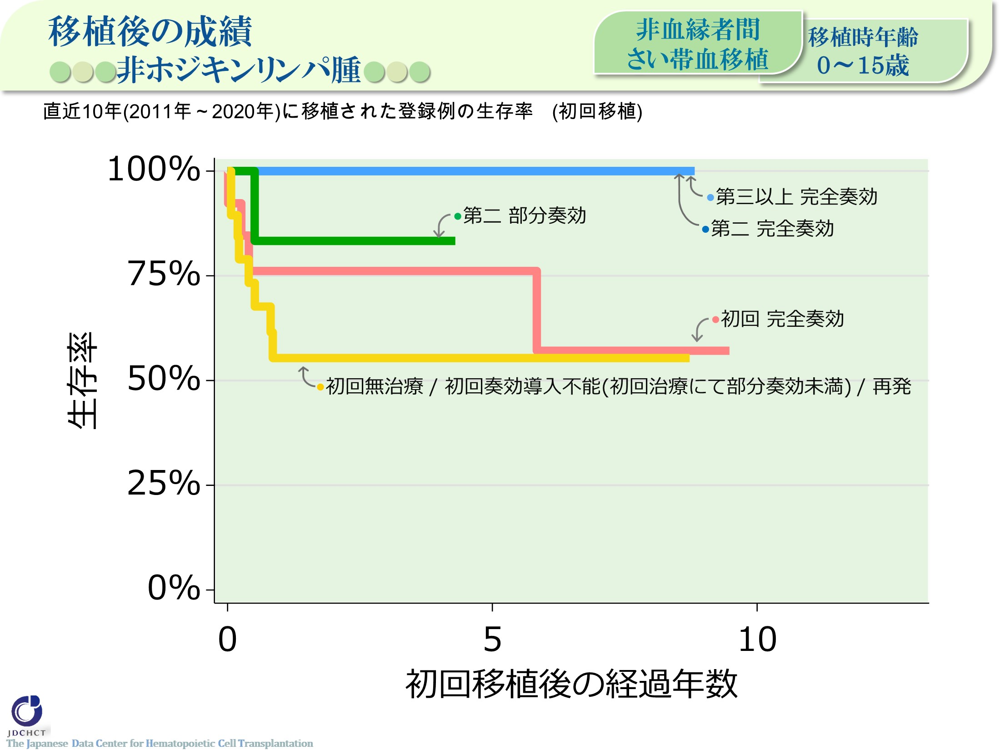 移植後の成績
非ホジキンリンパ腫
非血縁者間
さい帯血移植
移植時年齢
0～15歳
直近10年(2011年～2020年)に移植された登録例の生存率　(初回移植)
100%
75%
50%
25%
0%
生存率
第三以上 完全奏効
第二 部分奏効
第二 完全奏効
初回 完全奏効
初回無治療 / 初回奏効導入不能(初回治療にて部分奏効未満) / 再発
0
5
10
初回移植後の経過年数
JDCHCT
The Japanese Data Center for Hematopoietic Cell Transplantation